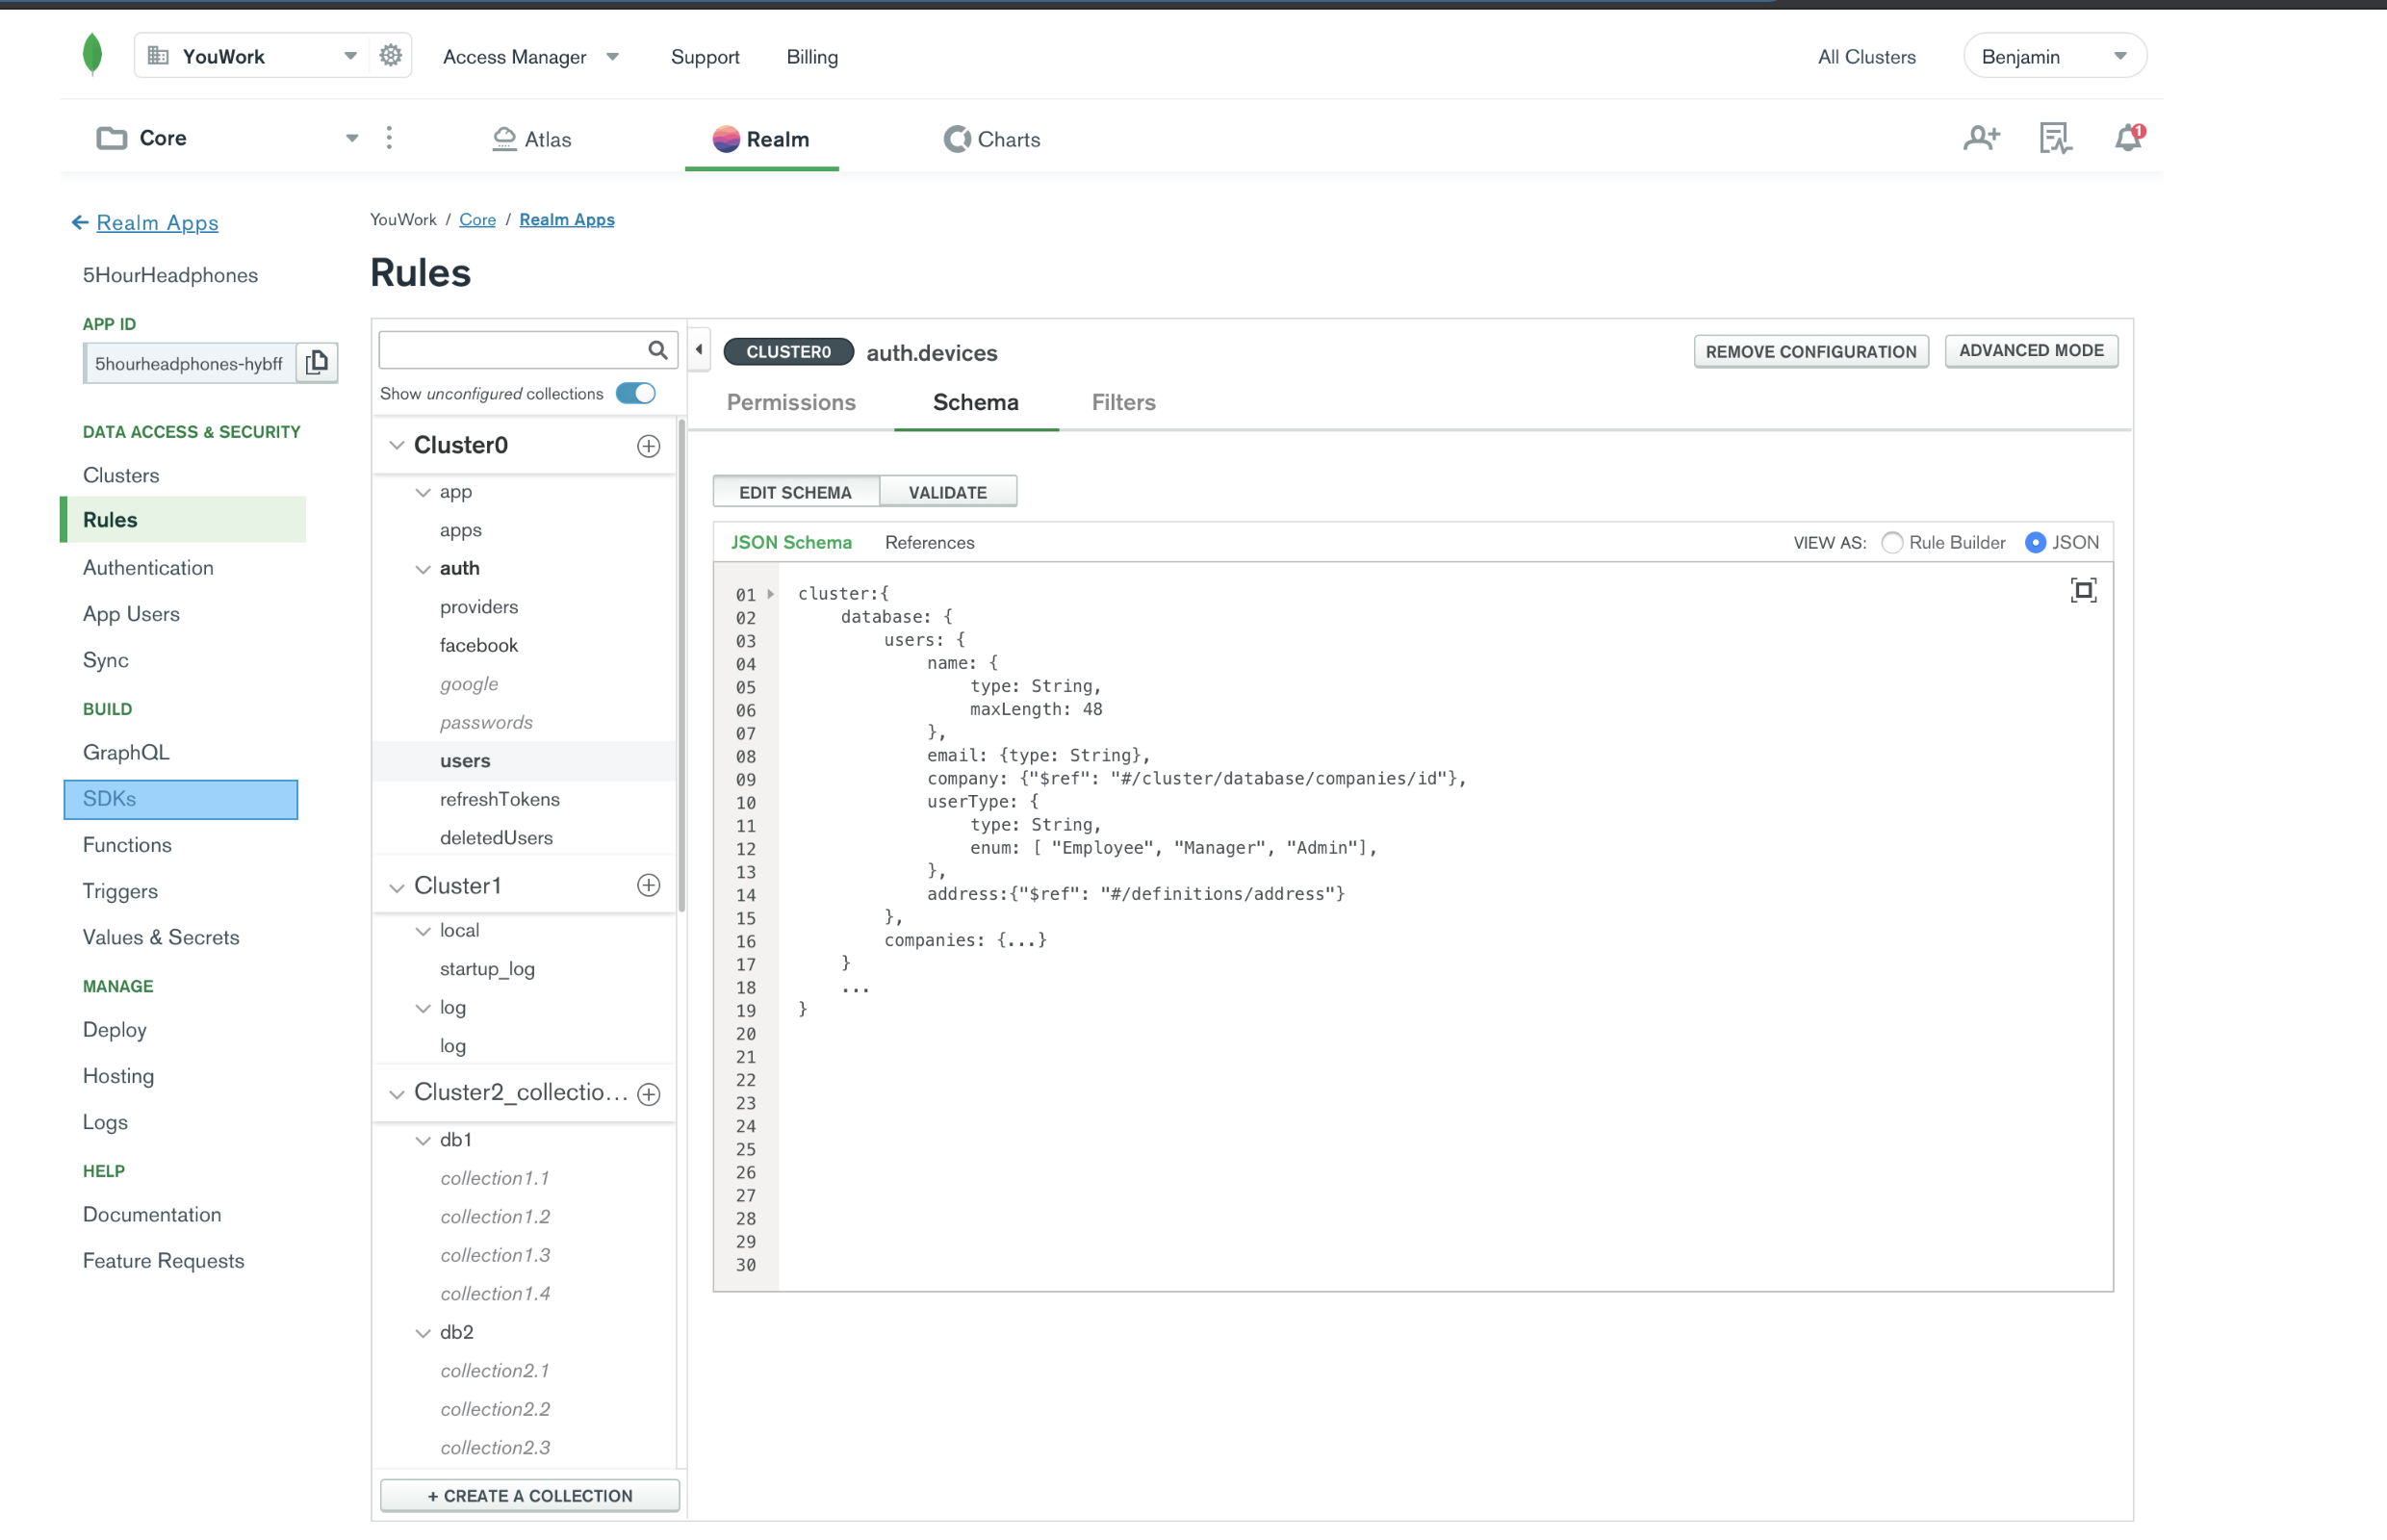 YouWork
Access Manager
Support
Billing
All Clusters
Benjamin
Core
Atlas
Realm
Charts
1
Realm Apps
5HourHeadphones
APP ID
5hourheadphones-hybff
DATA ACCESS & SECURITY
Clusters
Rules
Authentication
App Users
Sync
BUILD
GraphQL
SDKs
Functions
Triggers
Values & Secrets
MANAGE
Deploy
Hosting
Logs
HELP
Documentation
Feature Requests
YouWork / Core / Realm Apps
Rules
Show unconfigured collections
Cluster0
app
apps
auth
providers
facebook
google
passwords
users
refreshTokens
deletedUsers
Cluster1
local
startup_log
log
log
Cluster2_collectio...
db1
collection1.1
collection1.2
collection1.3
collection1.4
db2
collection2.1
collection2.2
collection2.3
+ CREATE A COLLECTION
CLUSTER0 auth.devices
REMOVE CONFIGURATION
ADVANCED MODE
Permissions
Schema
Filters
EDIT SCHEMA
VALIDATE
JSON Schema
References
VIEW AS: Rule Builder JSON
01 cluster:{
02 database: {
03 users: {
04 name: {
05 type: String,
06 maxLength: 48
07 },
08 email: {type: String},
09 company: {"$ref": "#/cluster/database/companies/id"},
10 userType: {
11 type: String,
12 enum: [ "Employee", "Manager", "Admin"],
13 },
14 address:{"$ref": "#/definitions/address"}
15 },
16 companies: {...}
17 }
18 ...
19 }
20
21
22
23
24
25
26
27
28
29
30